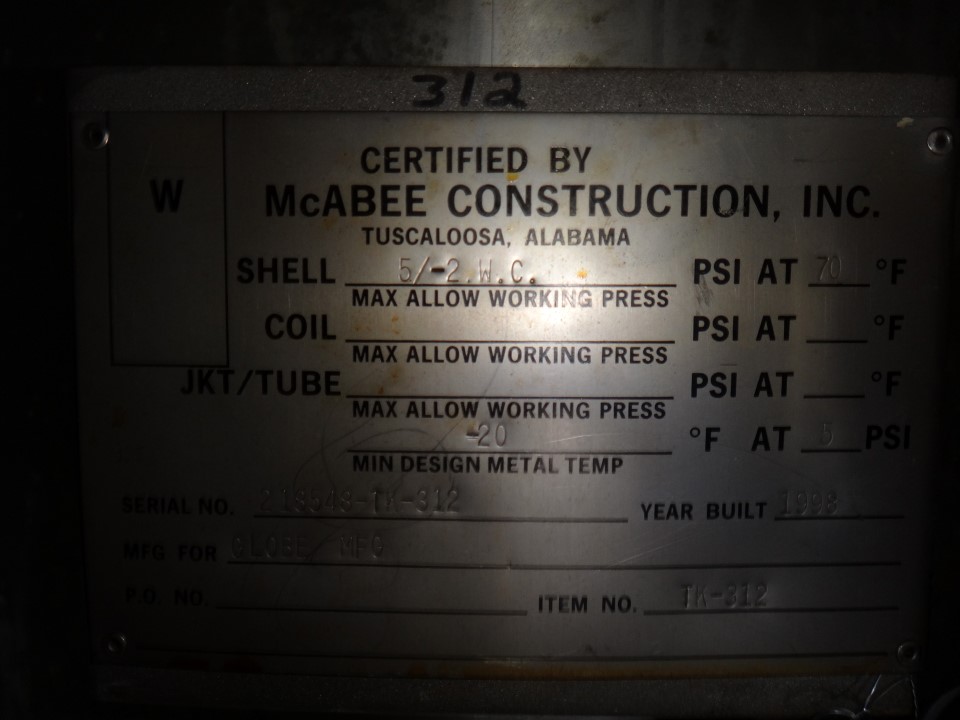 312
W
CERTIFIED BY
McABEE CONSTRUCTION, INC.
TUSCALOOSA, ALABAMA
SHELL 5/-2.W.C. PSI AT 70 °F
MAX ALLOW WORKING PRESS
COIL PSI AT °F
MAX ALLOW WORKING PRESS
JKT/TUBE PSI AT °F
MAX ALLOW WORKING PRESS
-20 °F AT 5 PSI
MIN DESIGN METAL TEMP
SERIAL NO. YEAR BUILT 1998
MFG FOR GLOBE MFG
P.O. NO. ITEM NO. TK-312